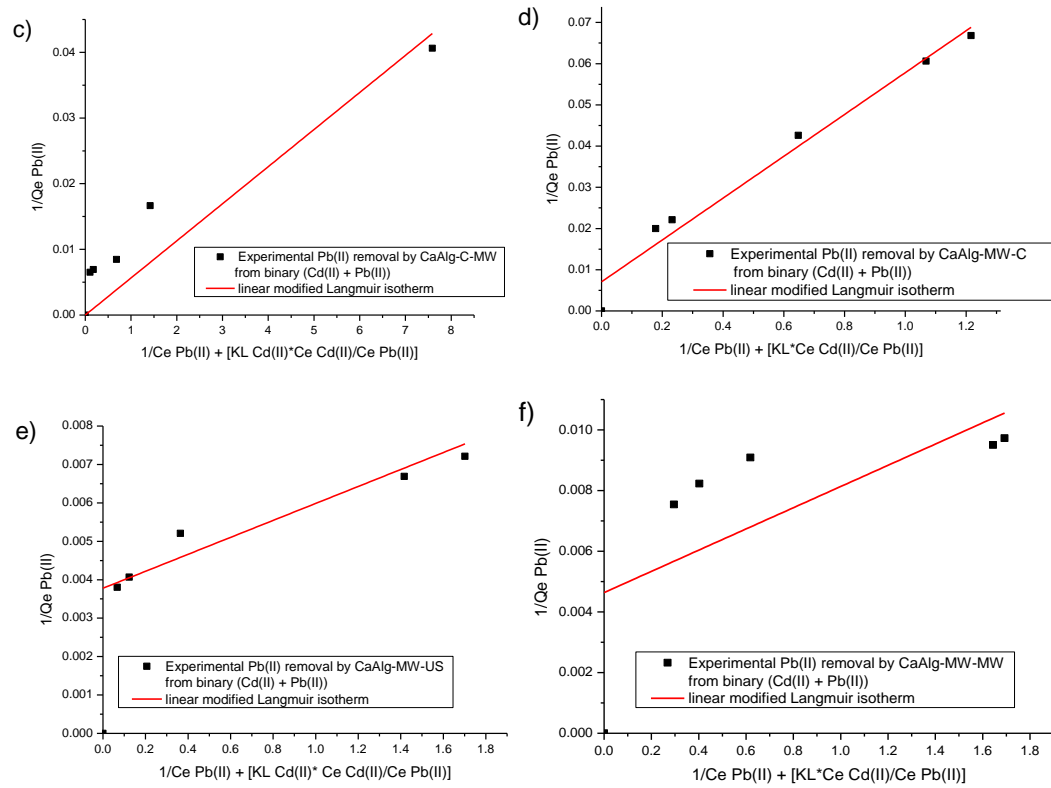 c)
0.04
0.03
0.02
0.01
0.00
1/Qe Pb(II)
Experimental Pb(II) removal by CaAlg-C-MW
from binary (Cd(II) + Pb(II))
linear modified Langmuir isotherm
0 1 2 3 4 5 6 7 8
1/Ce Pb(II) + [KL Cd(II)*Ce Cd(II)/Ce Pb(II)]
d)
0.07
0.06
0.05
0.04
0.03
0.02
0.01
0.00
1/Qe Pb(II)
Experimental Pb(II) removal by CaAlg-MW-C
from binary (Cd(II) + Pb(II))
linear modified Langmuir isotherm
0.0 0.2 0.4 0.6 0.8 1.0 1.2
1/Ce Pb(II) + [KL*Ce Cd(II)/Ce Pb(II)]
e)
0.008
0.007
0.006
0.005
0.004
0.003
0.002
0.001
0.000
1/Qe Pb(II)
Experimental Pb(II) removal by CaAlg-MW-US
from binary (Cd(II) + Pb(II))
linear modified Langmuir isotherm
0.0 0.2 0.4 0.6 0.8 1.0 1.2 1.4 1.6 1.8
1/Ce Pb(II) + [KL Cd(II)* Ce Cd(II)/Ce Pb(II)]
f)
0.010
0.008
0.006
0.004
0.002
0.000
1/Qe Pb(II)
Experimental Pb(II) removal by CaAlg-MW-MW
from binary (Cd(II) + Pb(II))
linear modified Langmuir isotherm
0.0 0.2 0.4 0.6 0.8 1.0 1.2 1.4 1.6 1.8
1/Ce Pb(II) + [KL*Ce Cd(II)/Ce Pb(II)]